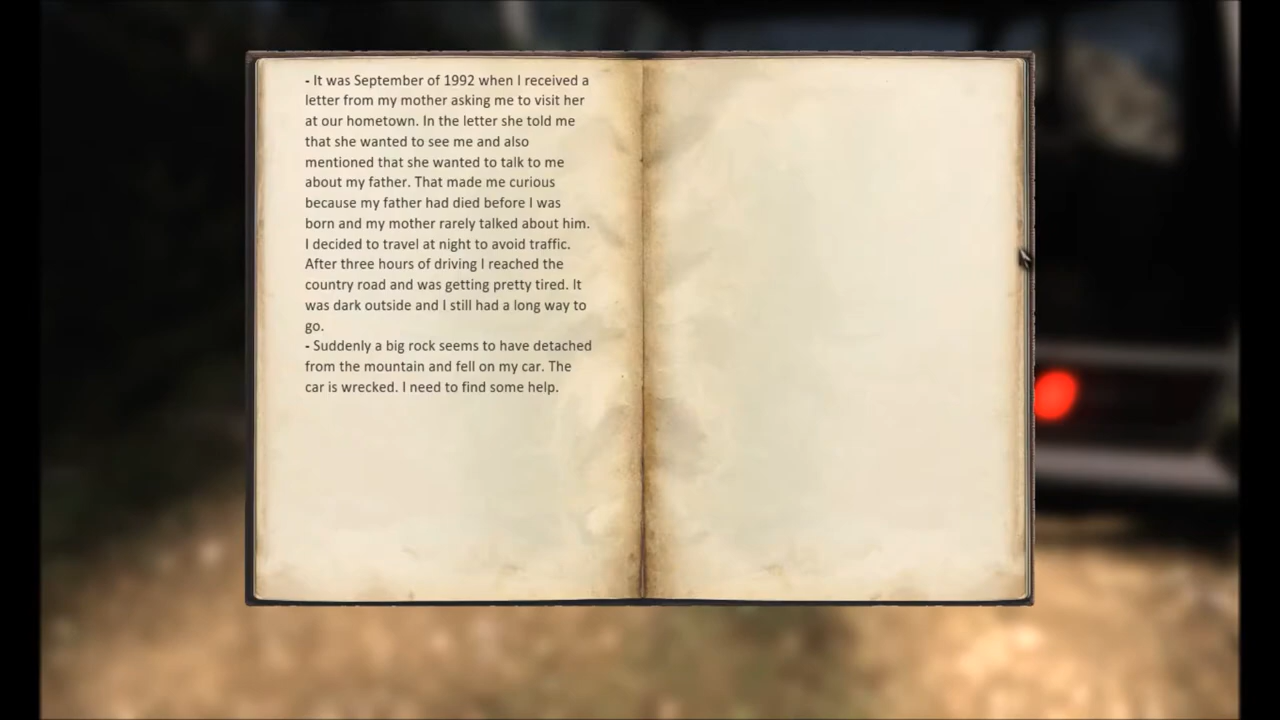 - It was September of 1992 when I received a
letter from my mother asking me to visit her
at our hometown. In the letter she told me
that she wanted to see me and also
mentioned that she wanted to talk to me
about my father. That made me curious
because my father had died before I was
born and my mother rarely talked about him.
I decided to travel at night to avoid traffic.
After three hours of driving I reached the
country road and was getting pretty tired. It
was dark outside and I still had a long way to
go.
- Suddenly a big rock seems to have detached
from the mountain and fell on my car. The
car is wrecked. I need to find some help.